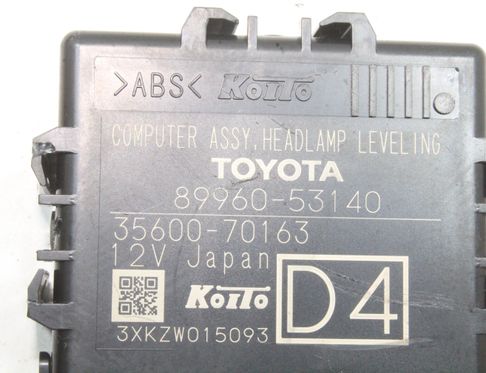 >ABS< KOITO
COMPUTER ASSY, HEADLAMP LEVELING
TOYOTA
89960-53140
35600-70163
12V Japan
KOITO D4
3XKZW015093